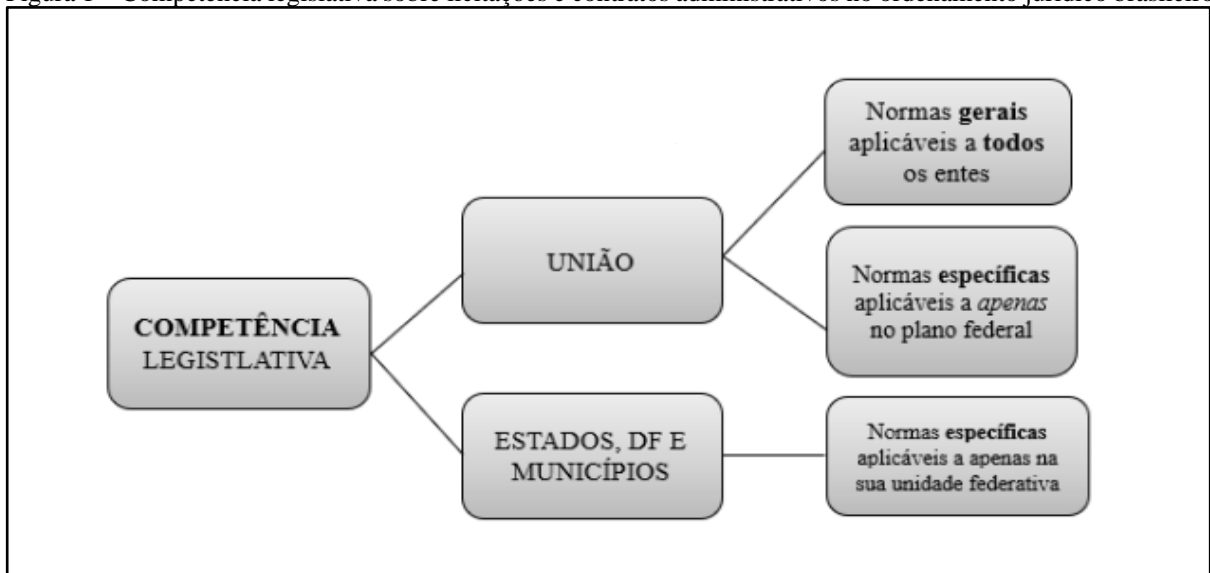 Figura 1 – Competência legislativa sobre licitações e contratos administrativos no ordenamento jurídico brasileiro
COMPETÊNCIA
LEGISTLATIVA
UNIÃO
Normas gerais
aplicáveis a todos
os entes
Normas específicas
aplicáveis a apenas
no plano federal
ESTADOS, DF E
MUNICÍPIOS
Normas específicas
aplicáveis a apenas na
sua unidade federativa